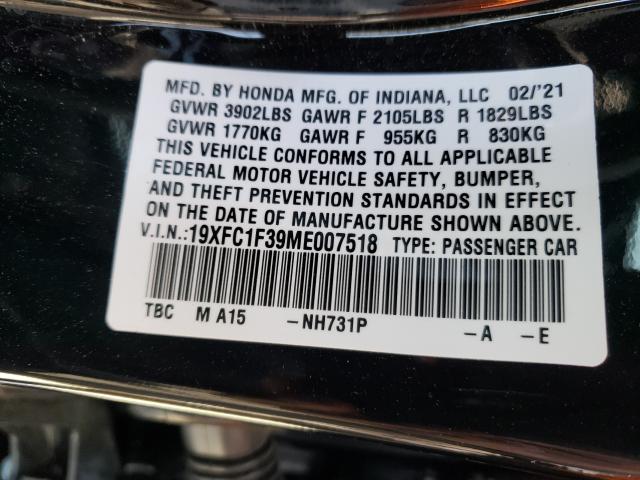 MFD. BY HONDA MFG. OF INDIANA, LLC 02/'21
GVWR 3902LBS GAWR F 2105LBS R 1829LBS
GVWR 1770KG GAWR F 955KG R 830KG
THIS VEHICLE CONFORMS TO ALL APPLICABLE
FEDERAL MOTOR VEHICLE SAFETY, BUMPER,
AND THEFT PREVENTION STANDARDS IN EFFECT
ON THE DATE OF MANUFACTURE SHOWN ABOVE.
V.I.N.:19XFC1F39ME007518 TYPE: PASSENGER CAR
TBC M A15 -NH731P -A -E